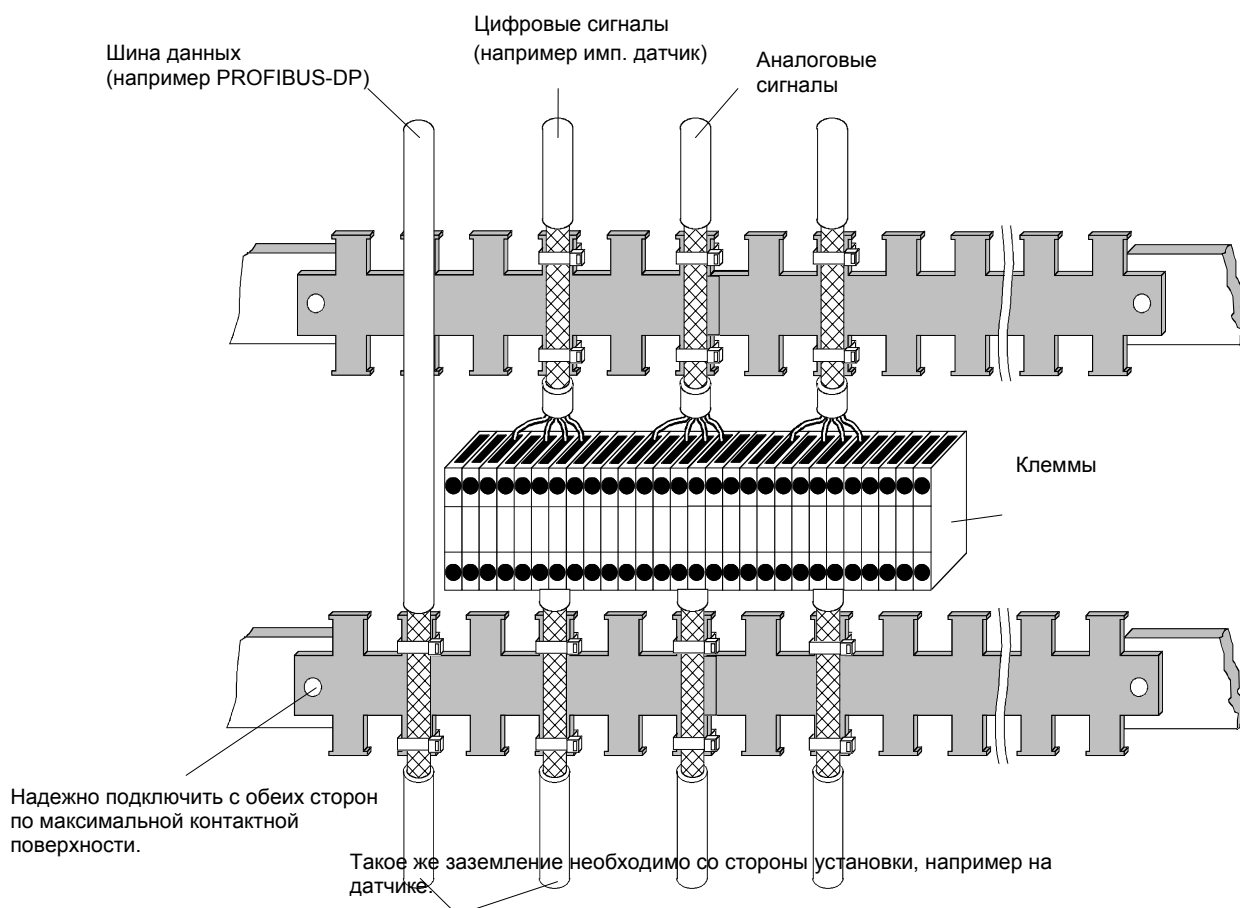 Цифровые сигналы
(например имп. датчик)
Шина данных
(например PROFIBUS-DP)
Аналоговые
сигналы
Клеммы
Надежно подключить с обеих сторон
по максимальной контактной
поверхности.
Такое же заземление необходимо со стороны установки, например на
датчике.